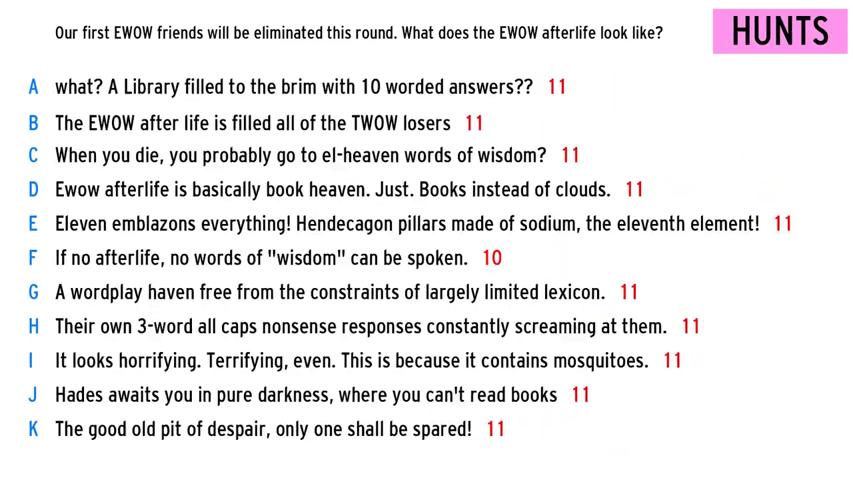 Our first EWOW friends will be eliminated this round. What does the EWOW afterlife look like?
HUNTS
A what? A Library filled to the brim with 10 worded answers?? 11
B The EWOW after life is filled all of the TWOW losers 11
C When you die, you probably go to el-heaven words of wisdom? 11
D Ewow afterlife is basically book heaven. Just. Books instead of clouds. 11
E Eleven emblazons everything! Hendecagon pillars made of sodium, the eleventh element! 11
F If no afterlife, no words of "wisdom" can be spoken. 10
G A wordplay haven free from the constraints of largely limited lexicon. 11
H Their own 3-word all caps nonsense responses constantly screaming at them. 11
I It looks horrifying. Terrifying, even. This is because it contains mosquitoes. 11
J Hades awaits you in pure darkness, where you can't read books 11
K The good old pit of despair, only one shall be spared! 11